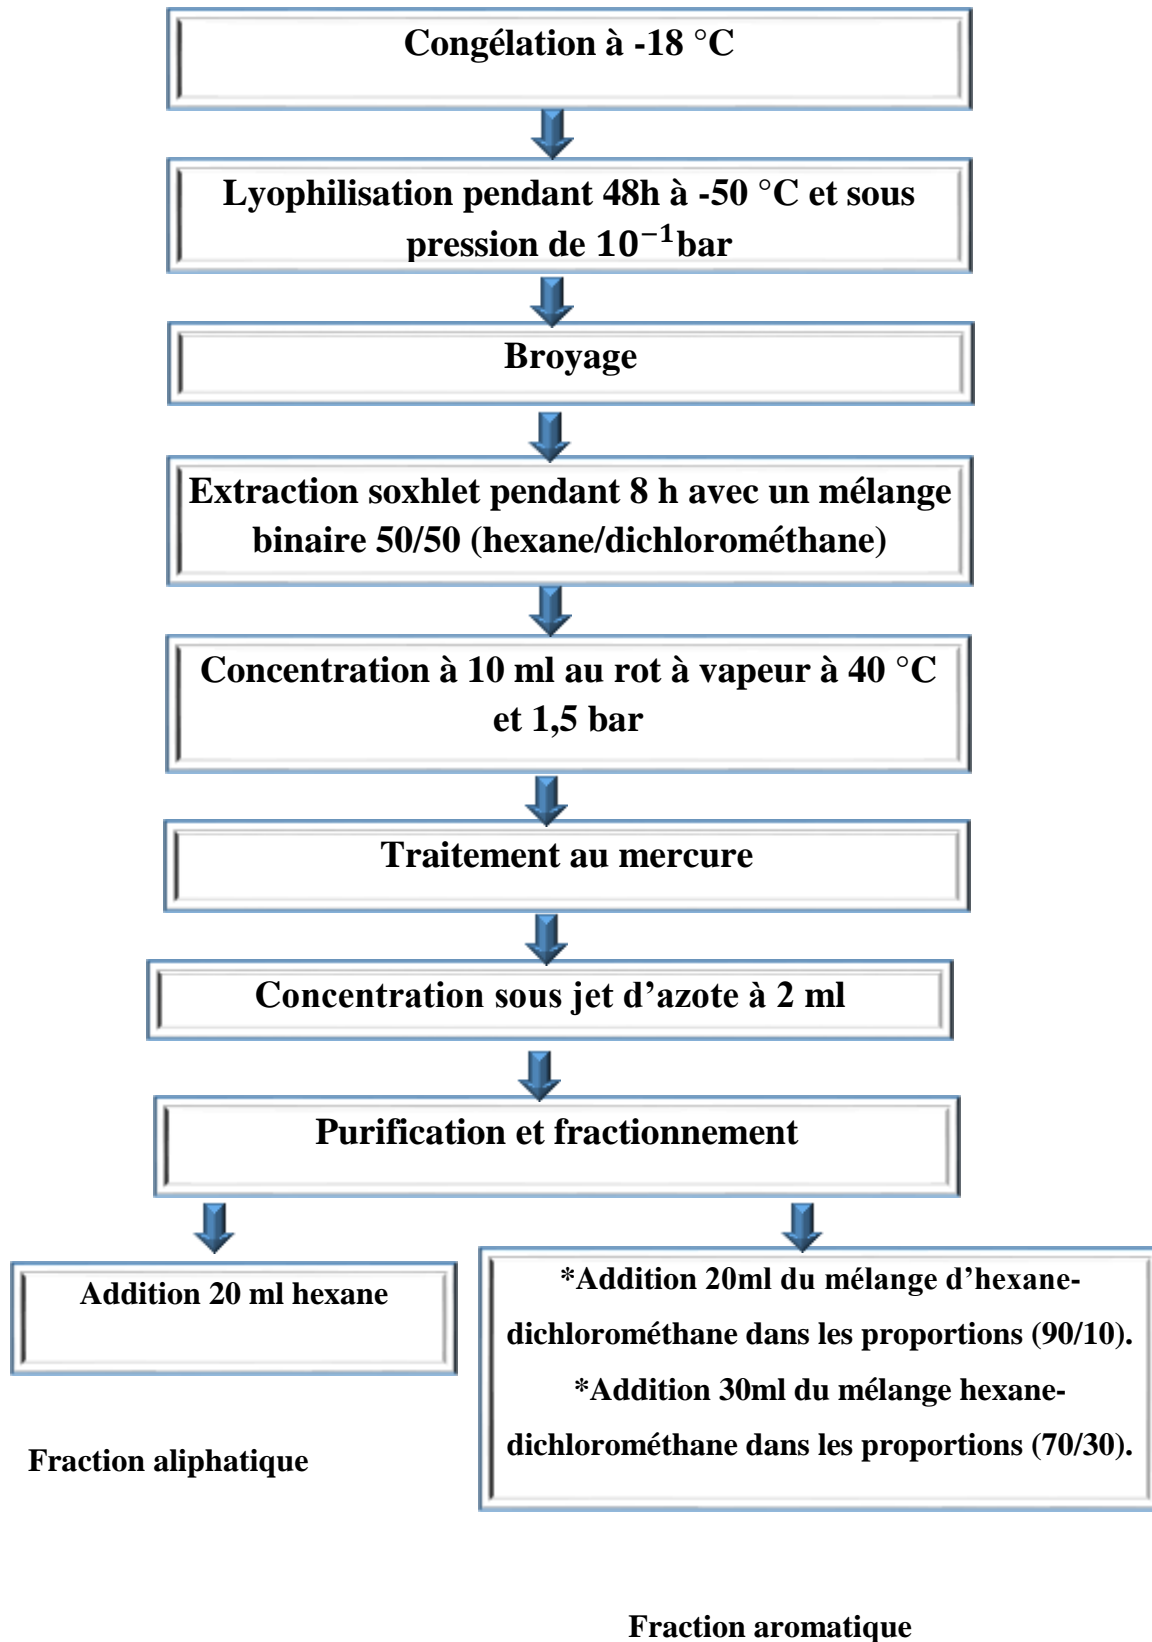 Congélation à -18 °C
Lyophilisation pendant 48h à -50 °C et sous
pression de 10⁻¹bar
Broyage
Extraction soxhlet pendant 8 h avec un mélange
binaire 50/50 (hexane/dichlorométhane)
Concentration à 10 ml au rot à vapeur à 40 °C
et 1,5 bar
Traitement au mercure
Concentration sous jet d’azote à 2 ml
Purification et fractionnement
Addition 20 ml hexane
Fraction aliphatique
*Addition 20ml du mélange d’hexane-
dichlorométhane dans les proportions (90/10).
*Addition 30ml du mélange hexane-
dichlorométhane dans les proportions (70/30).
Fraction aromatique